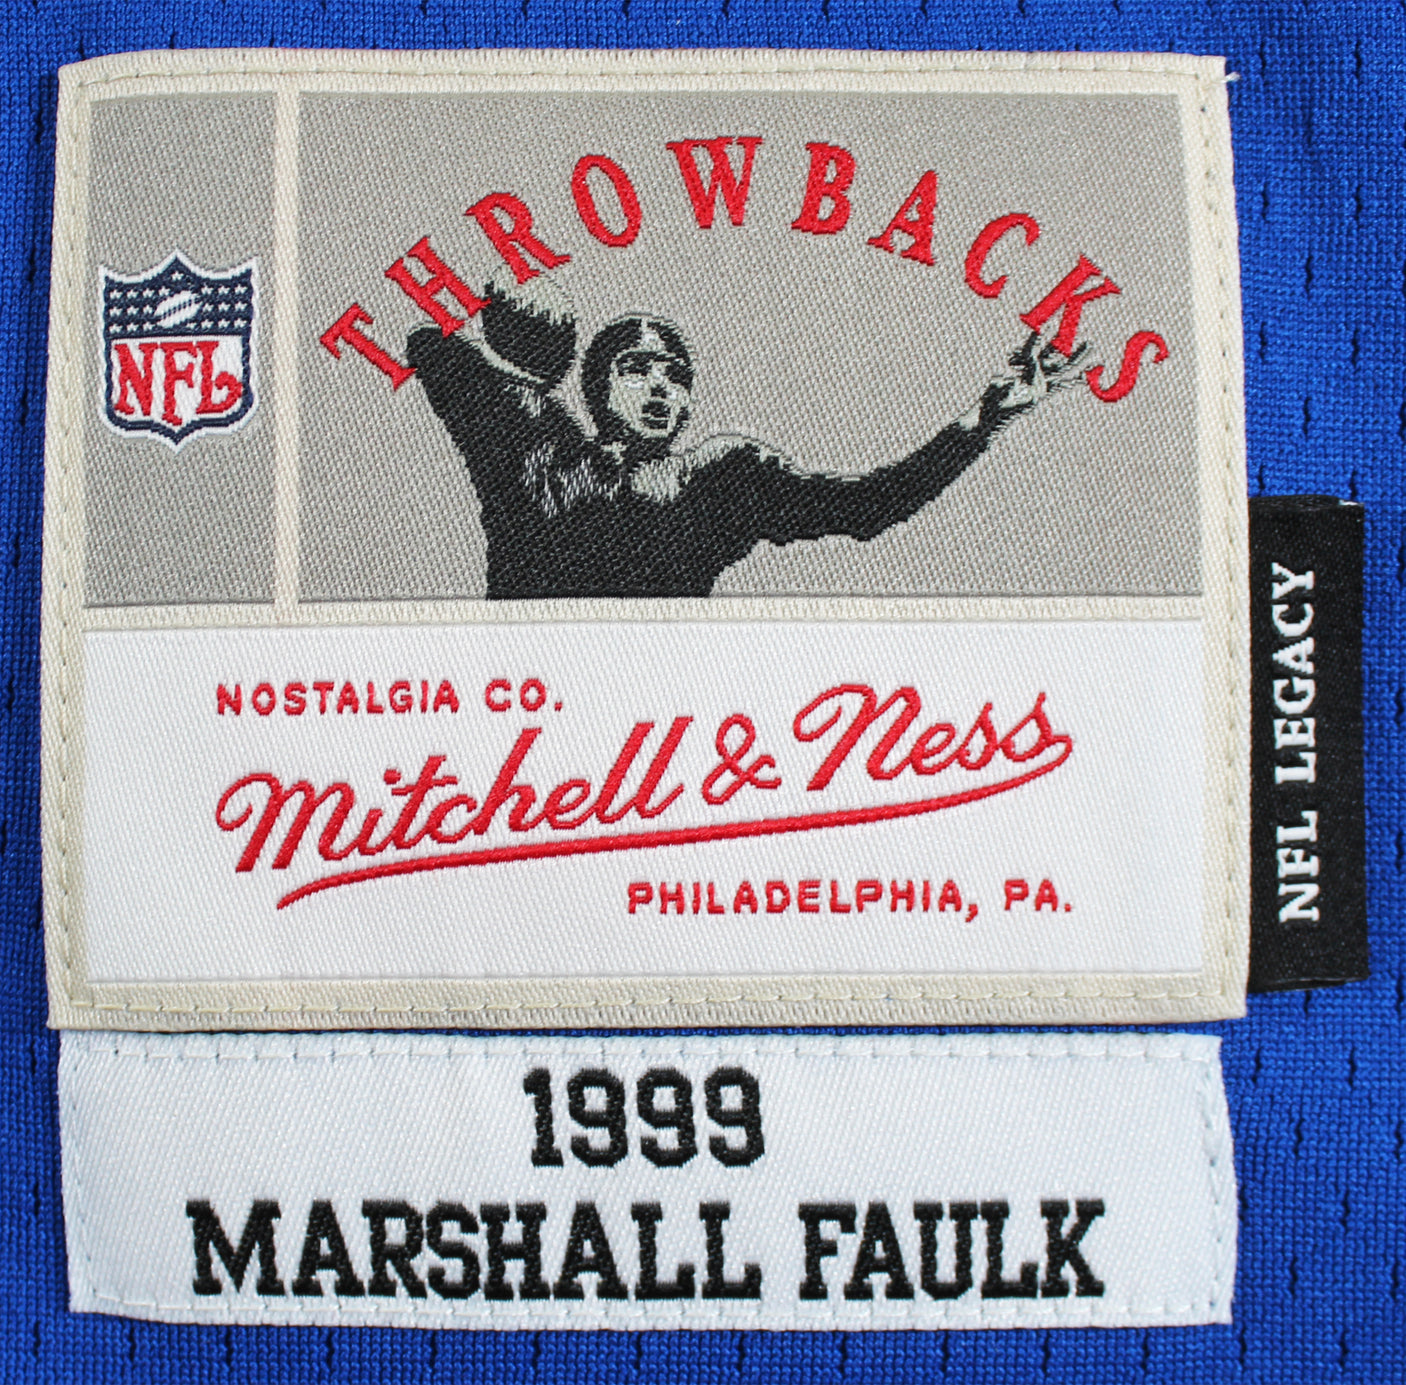 THROWBACKS
NFL
NOSTALGIA CO.
Mitchell & Ness
PHILADELPHIA, PA.
NFL LEGACY
1999
MARSHALL FAULK